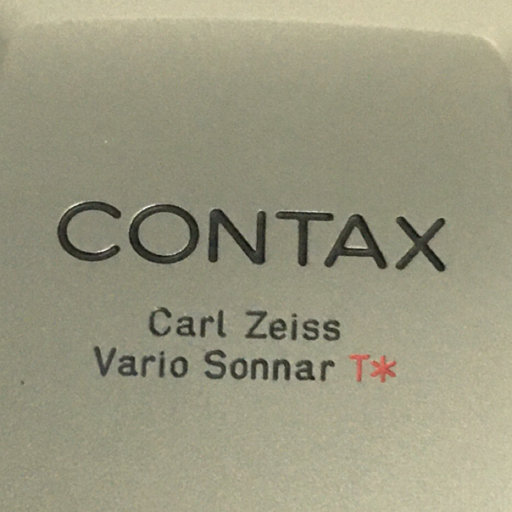 CONTAX
Carl Zeiss
Vario Sonnar T*